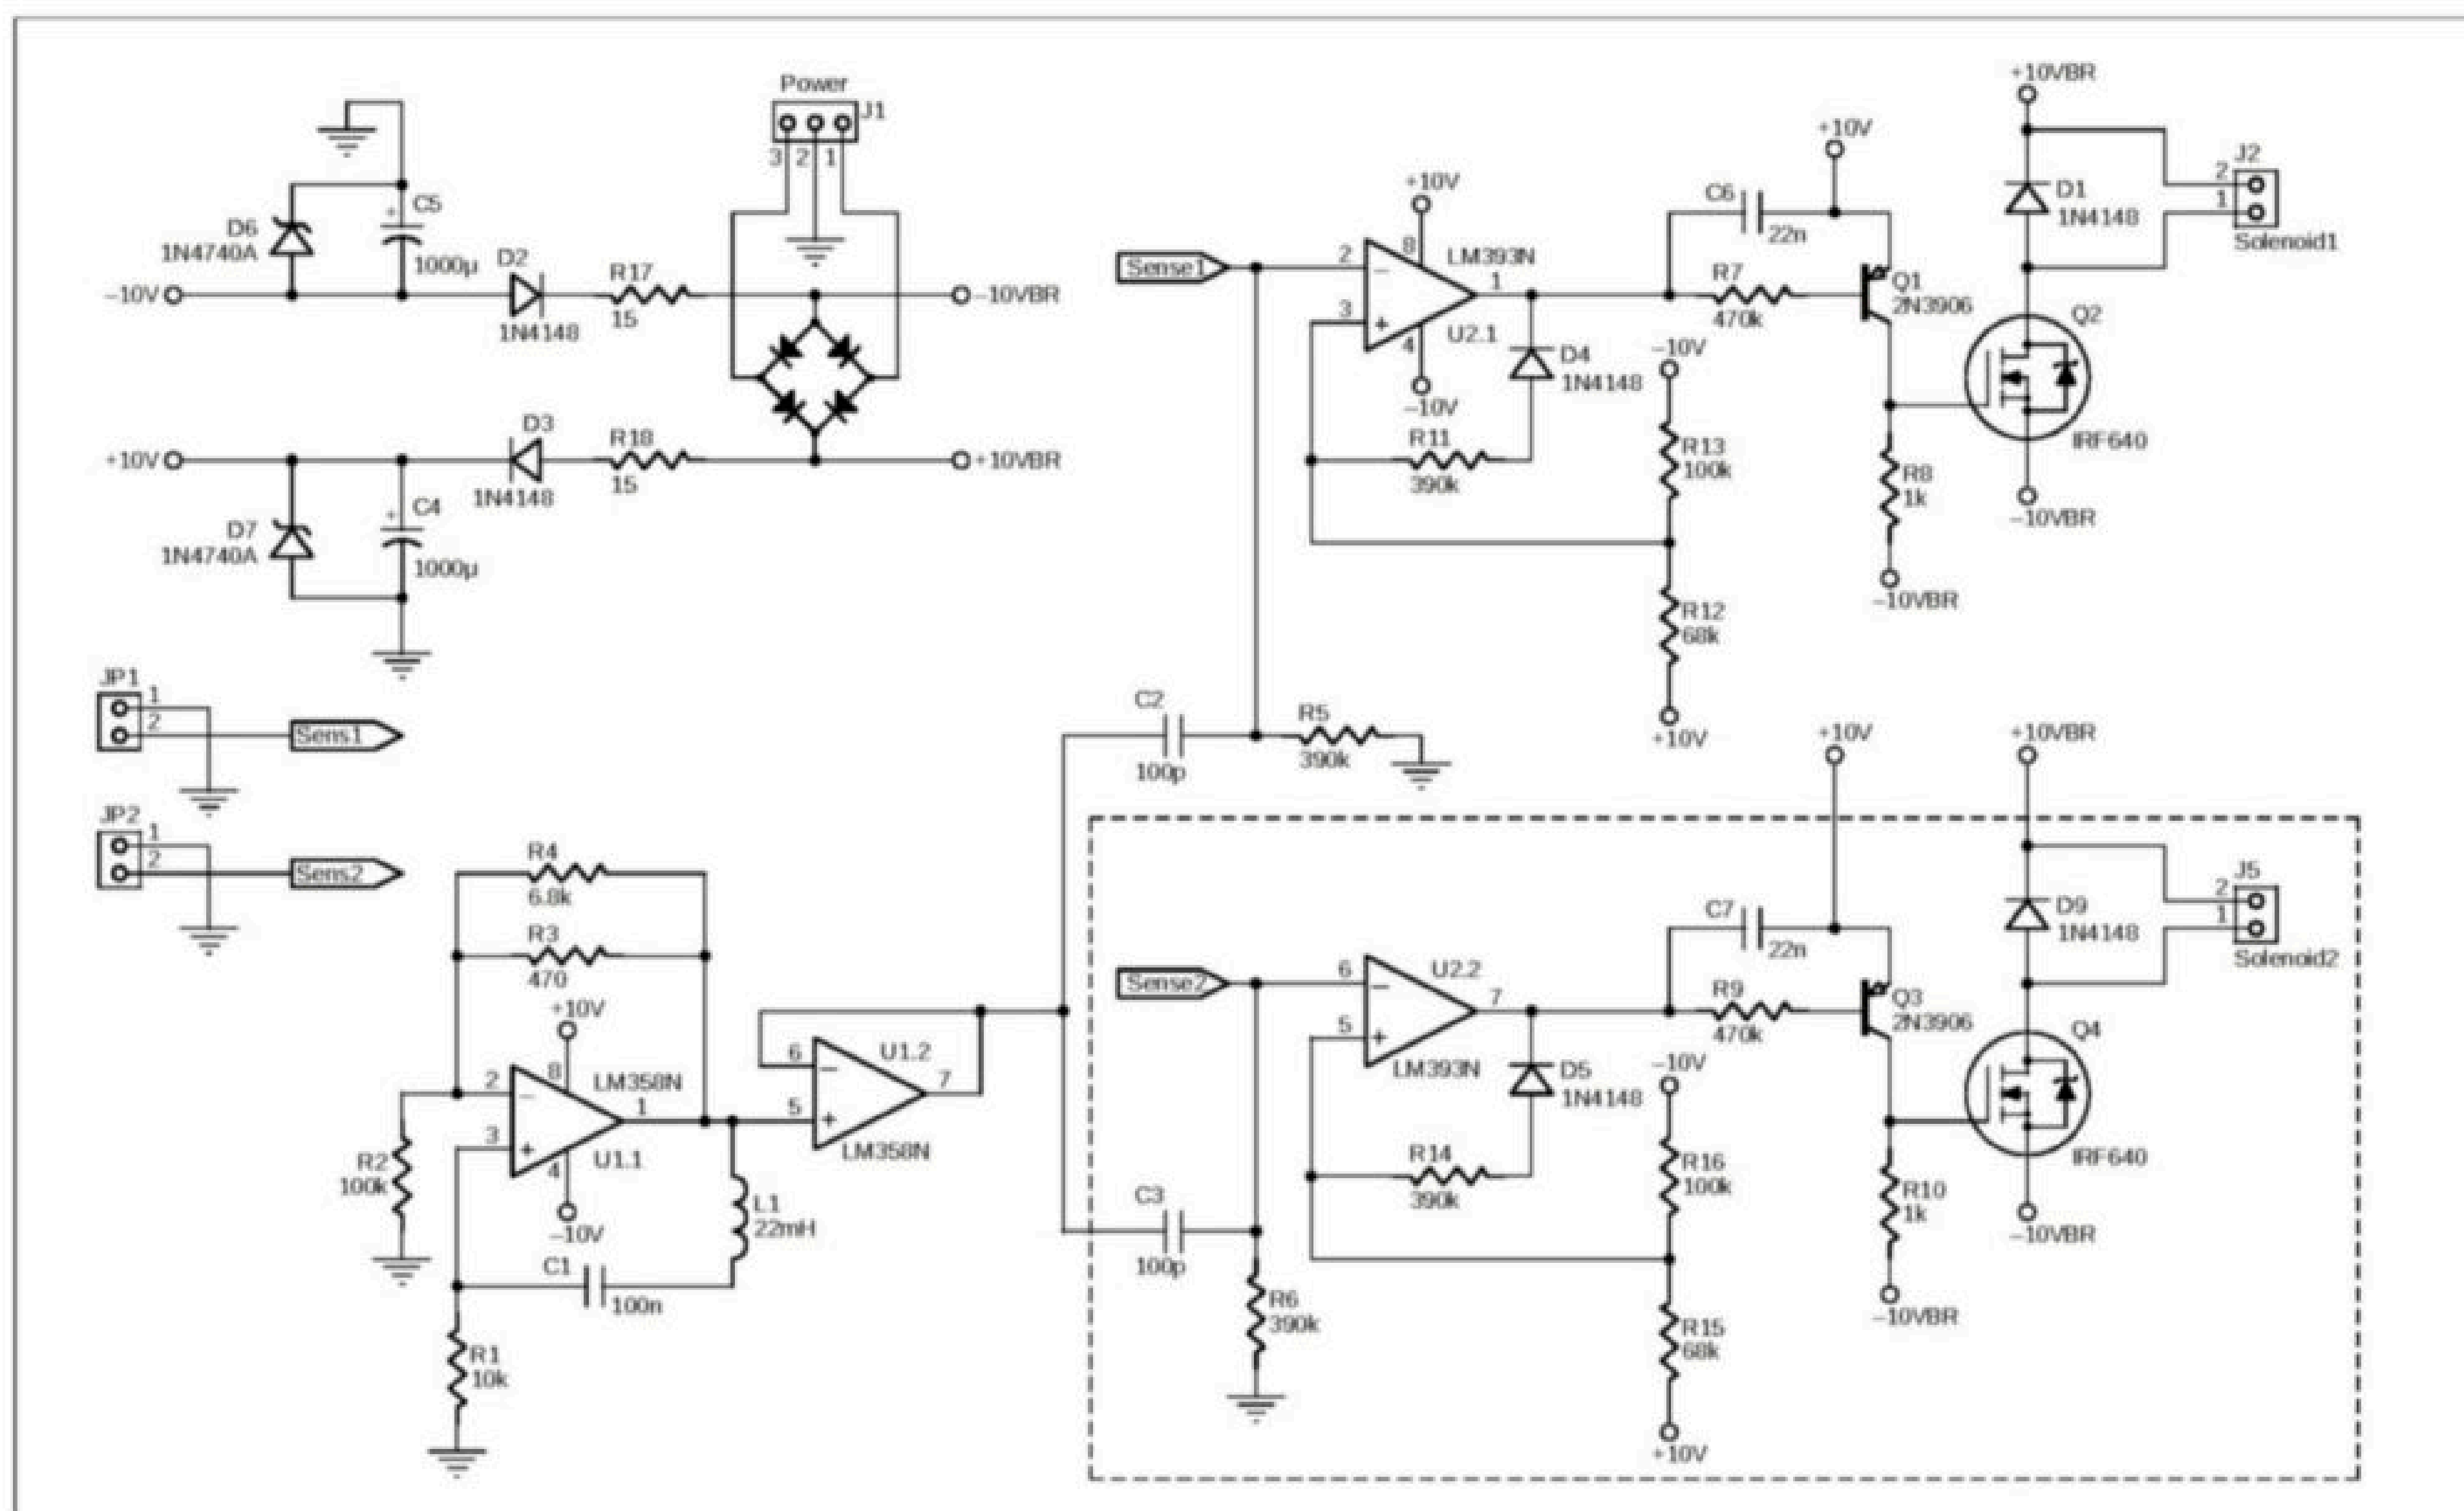 Power
J1
3 2 1
D6
1N4740A
+
C5
1000µ
D2
1N4148
R17
15
−10V
−10VBR
+10V
D3
1N4148
R18
15
+10VBR
D7
1N4740A
+
C4
1000µ
JP1
1
2
Sens1
JP2
1
2
Sens2
R4
6.8k
R3
470
+10V
8
LM358N
2
−
1
3
+
4
U1.1
−10V
R2
100k
C1
100n
L1
22mH
R1
10k
6
−
U1.2
7
5
+
LM358N
C2
100p
R5
390k
C3
100p
Sense1
+10V
2
−
8
LM393N
1
3
+
4
U2.1
−10V
D4
1N4148
R11
390k
C6
22n
+10V
R7
470k
Q1
2N3906
−10V
R13
100k
R12
68k
+10V
R8
1k
−10VBR
+10VBR
D1
1N4148
J2
2
1
Solenoid1
Q2
IRF640
−10VBR
Sense2
6
−
U2.2
7
5
+
LM393N
D5
1N4148
R14
390k
R6
390k
C7
22n
+10V
R9
470k
Q3
2N3906
−10V
R16
100k
R15
68k
+10V
R10
1k
−10VBR
+10VBR
D9
1N4148
J5
2
1
Solenoid2
Q4
IRF640
−10VBR